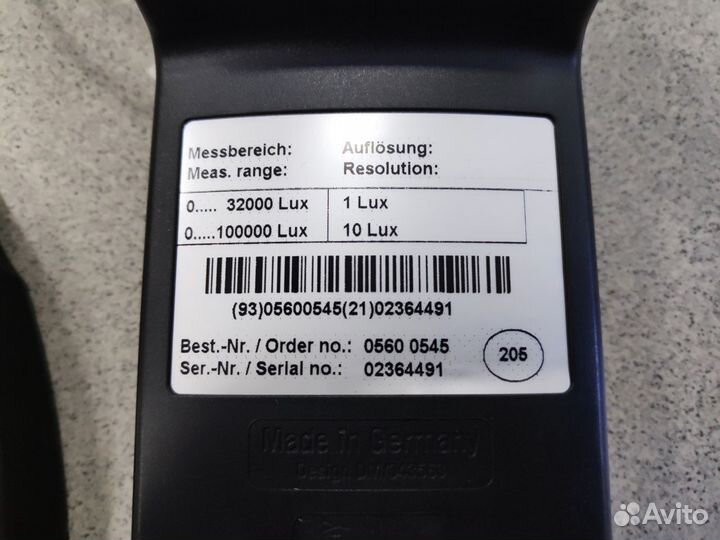 Messbereich: Auflösung:
Meas. range: Resolution:
0..... 32000 Lux 1 Lux
0.....100000 Lux 10 Lux
(93)05600545(21)02364491
Best.-Nr. / Order no.: 0560 0545
Ser.-Nr. / Serial no.: 02364491
205
Made in Germany
Design
Avito